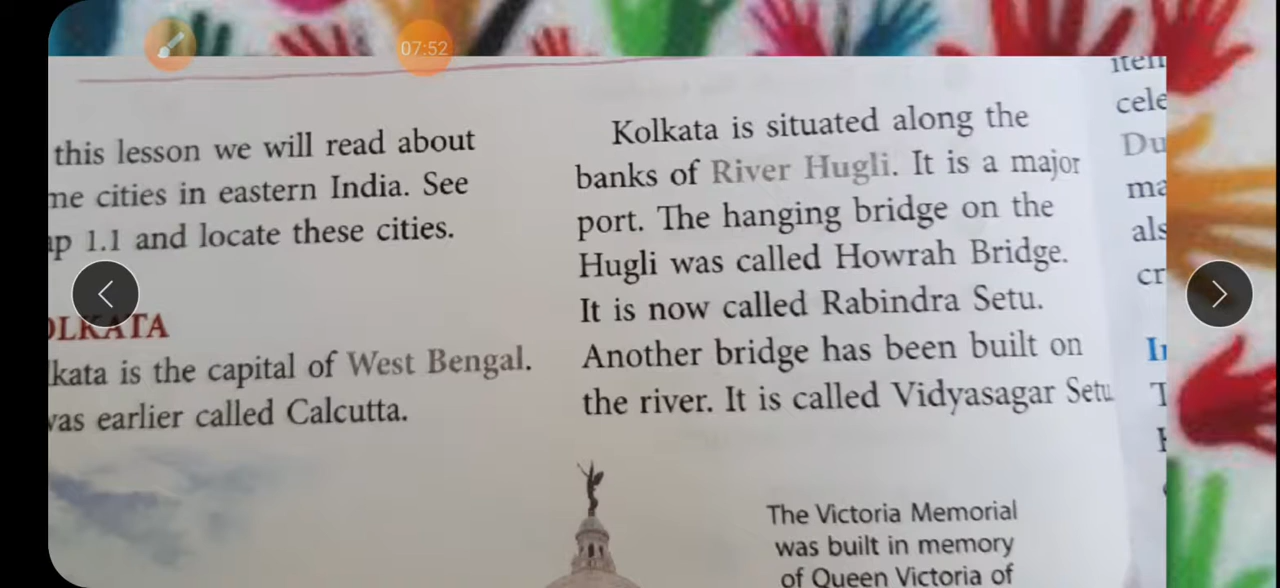 07:52
this lesson we will read about
cities in eastern India. See
1.1 and locate these cities.
is the capital of West Bengal.
earlier called Calcutta.
Kolkata is situated along the
banks of River Hugli. It is a major
port. The hanging bridge on the
Hugli was called Howrah Bridge.
It is now called Rabindra Setu.
Another bridge has been built on
the river. It is called Vidyasagar Setu
The Victoria Memorial
was built in memory
of Queen Victoria of